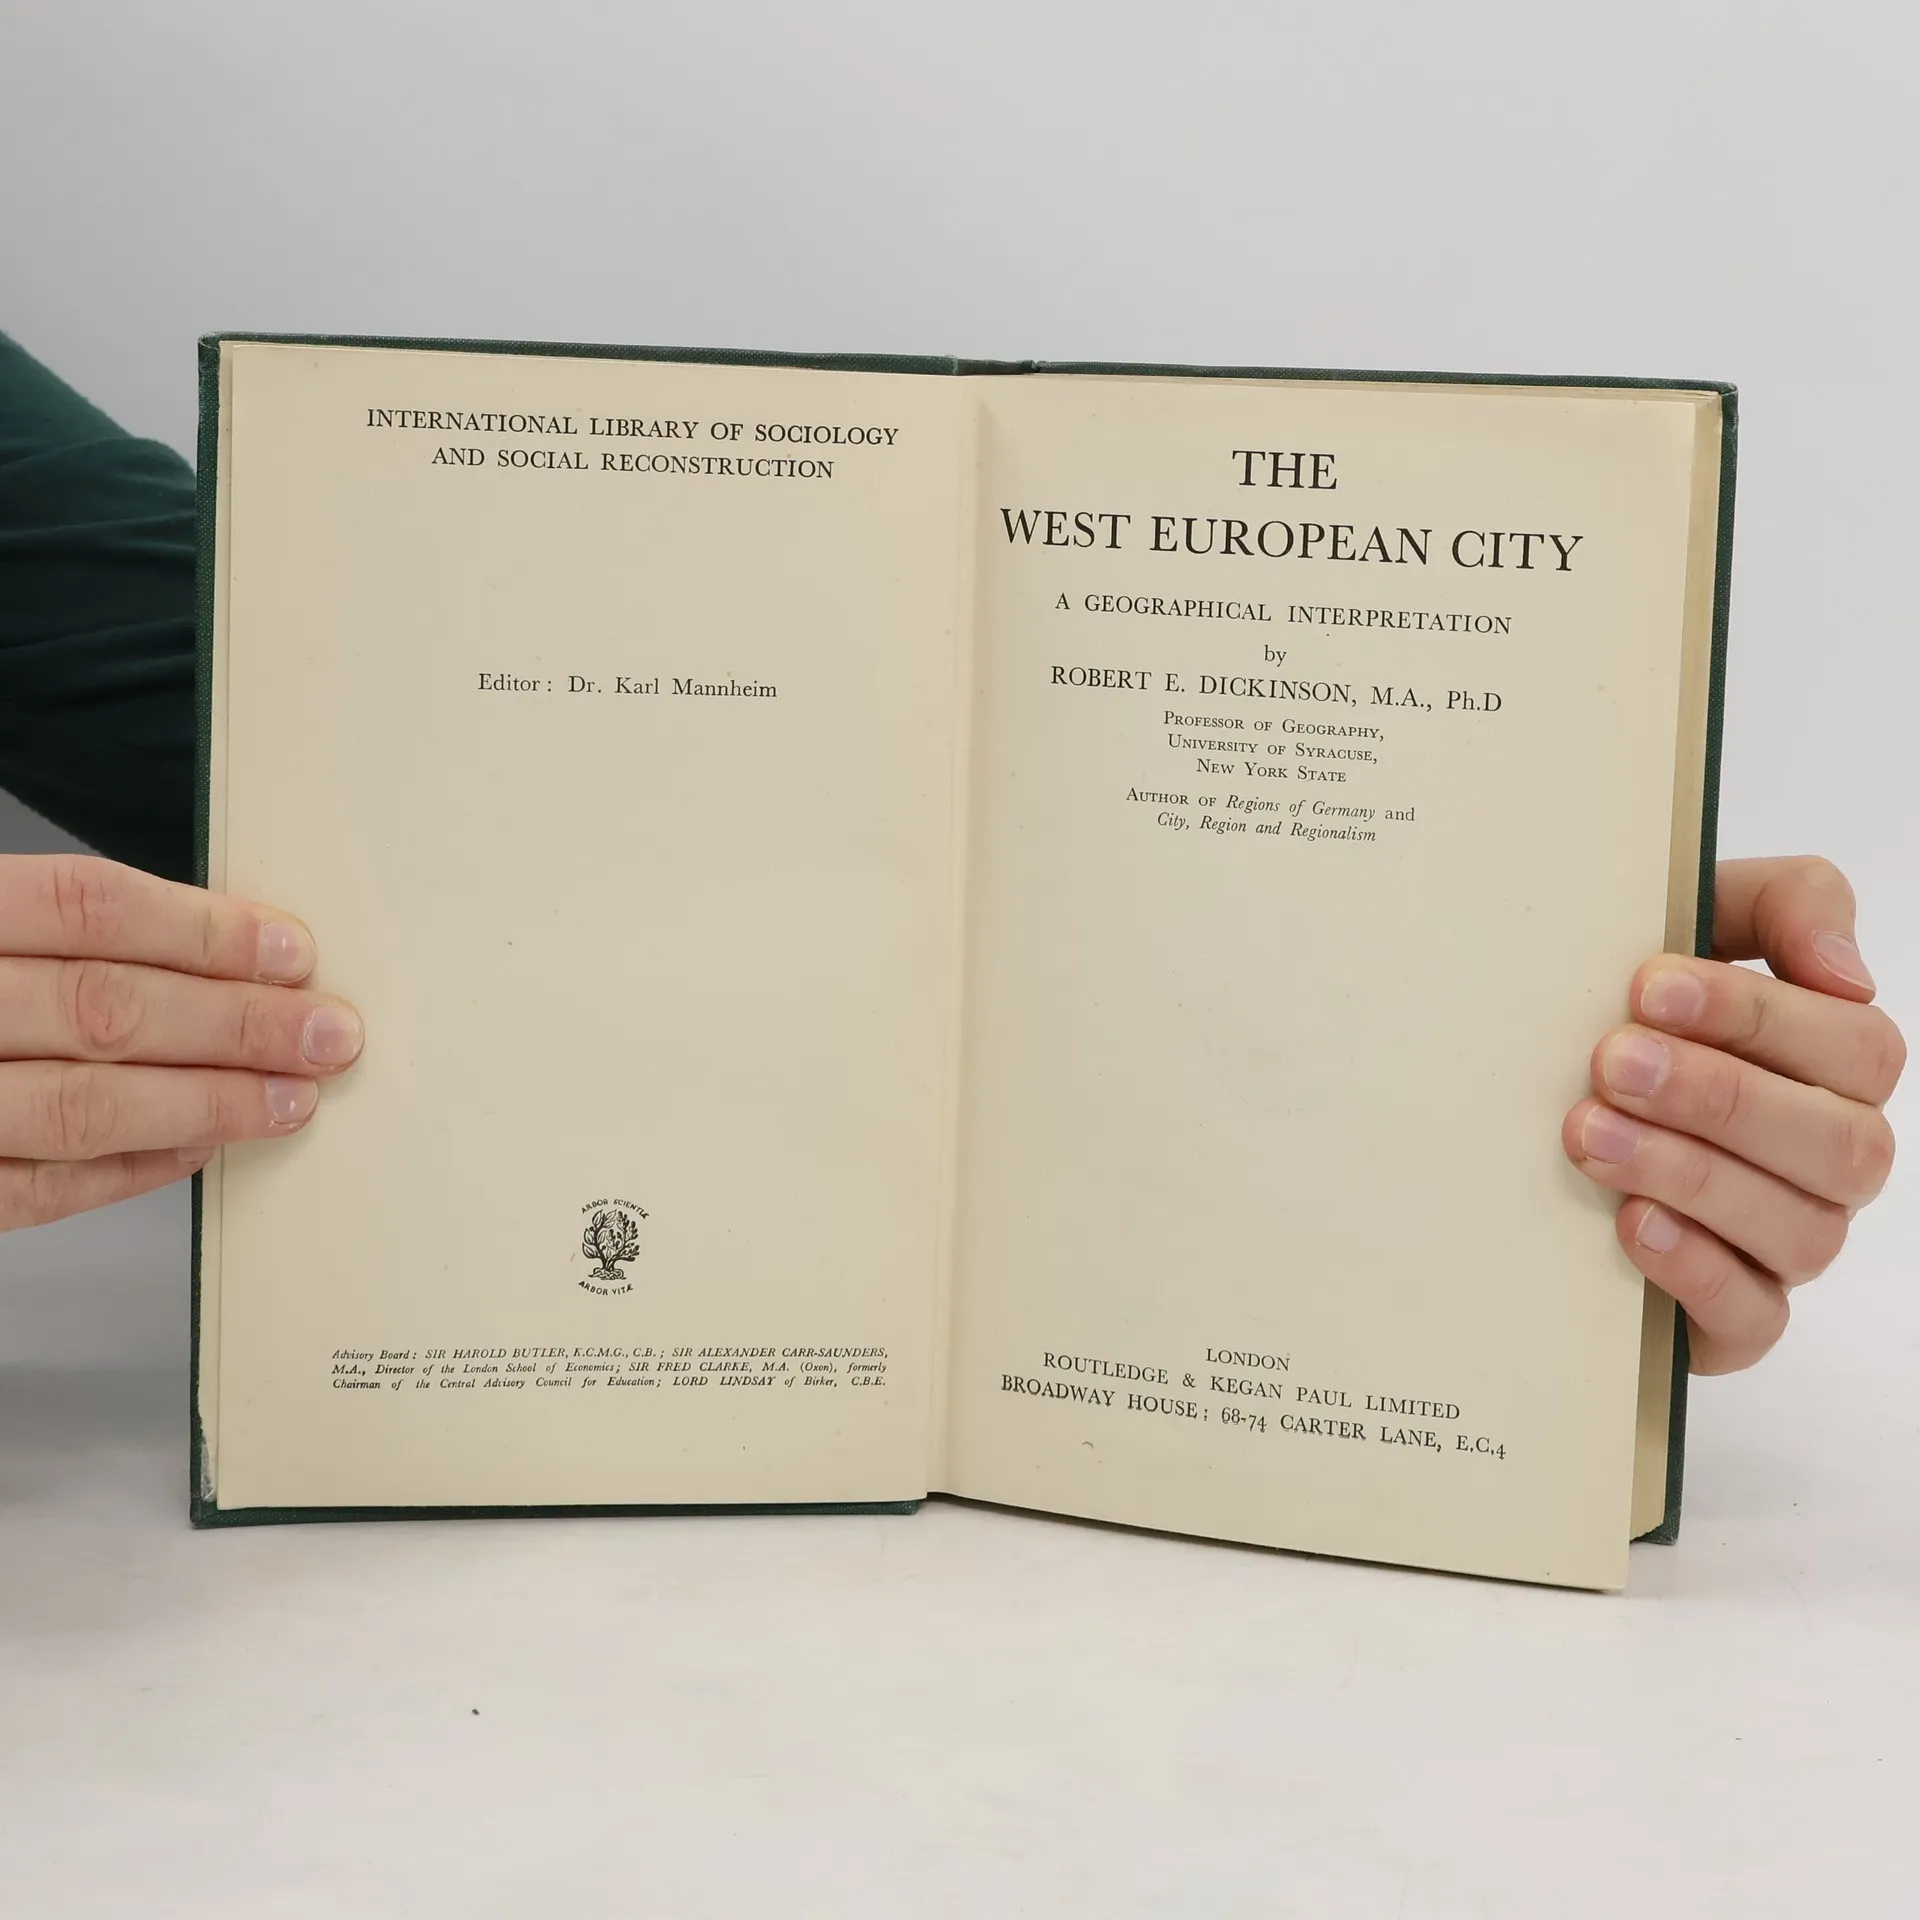 INTERNATIONAL LIBRARY OF SOCIOLOGY
AND SOCIAL RECONSTRUCTION
Editor: Dr. Karl Mannheim
ARBOR SCIENTIÆ
ARBOR VITÆ
Advisory Board: SIR HAROLD BUTLER, K.C.M.G., C.B.; SIR ALEXANDER CARR-SAUNDERS,
M.A., Director of the London School of Economics; SIR FRED CLARKE, M.A. (Oxon), formerly
Chairman of the Central Advisory Council for Education; LORD LINDSAY of Birker, C.B.E.
THE
WEST EUROPEAN CITY
A GEOGRAPHICAL INTERPRETATION
by
ROBERT E. DICKINSON, M.A., Ph.D
PROFESSOR OF GEOGRAPHY,
UNIVERSITY OF SYRACUSE,
NEW YORK STATE
AUTHOR OF Regions of Germany and
City, Region and Regionalism
LONDON
ROUTLEDGE & KEGAN PAUL LIMITED
BROADWAY HOUSE: 68-74 CARTER LANE, E.C.4